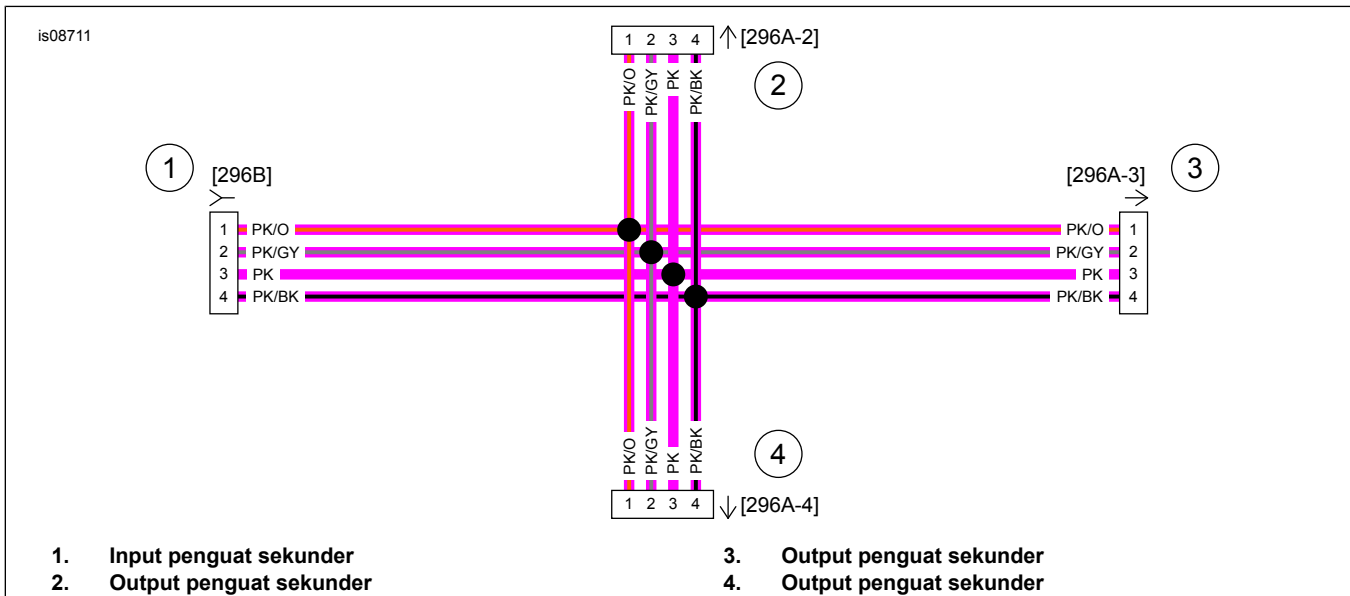 is08711
1 2 3 4
[296A-2]
PK/O PK/GY PK PK/BK
2
1
[296B]
[296A-3]
3
1 PK/O
PK/O 1
2 PK/GY
PK/GY 2
3 PK
PK 3
4 PK/BK
PK/BK 4
PK/O PK/GY PK PK/BK
4
1 2 3 4
[296A-4]
1. Input penguat sekunder
3. Output penguat sekunder
2. Output penguat sekunder
4. Output penguat sekunder